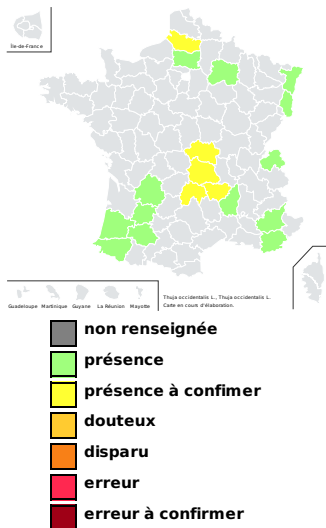 Île-de-France
Guadeloupe Martinique Guyane La Réunion Mayotte
Thuja occidentalis L., Thuja occidentalis L.
Carte en cours d'élaboration.
non renseignée
présence
présence à confimer
douteux
disparu
erreur
erreur à confirmer